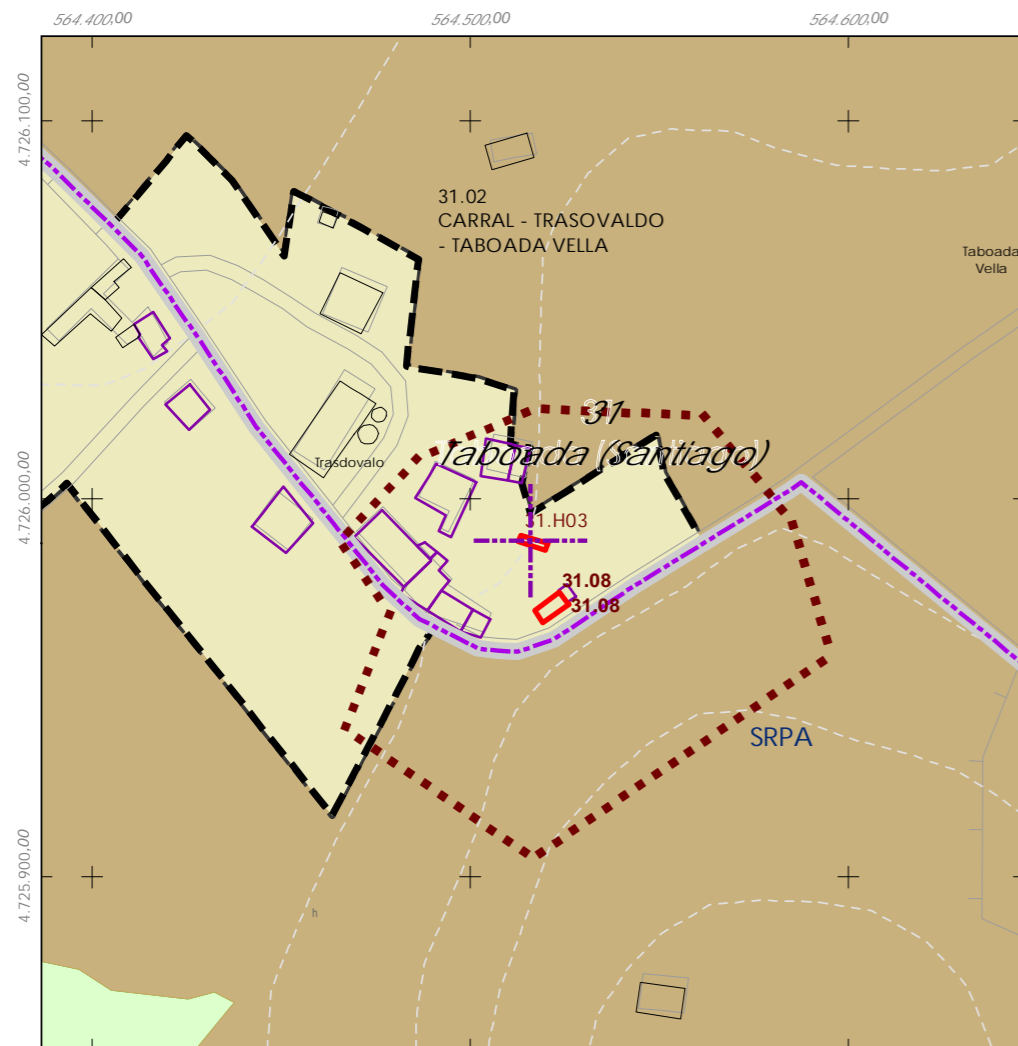 564.400,00
564.500,00
564.600,00
4.726.100,00
31.02
CARRAL - TRASOVALDO
- TABOADA VELLA
Taboada
Vella
31
Taboada (Santiago)
Trasdovalo
4.726.000,00
31.H03
31.08
31.08
SRPA
4.725.900,00
h